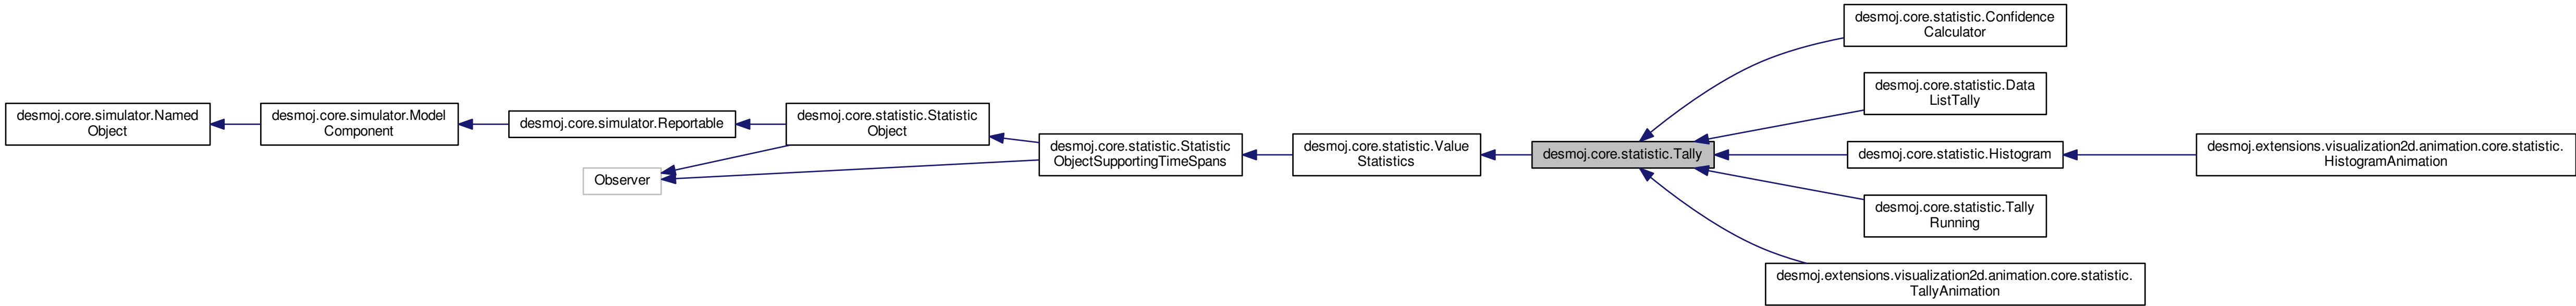 desmoj.core.simulator.Named
Object
desmoj.core.simulator.Model
Component
desmoj.core.simulator.Reportable
desmoj.core.statistic.Statistic
Object
Observer
desmoj.core.statistic.Statistic
ObjectSupportingTimeSpans
desmoj.core.statistic.Value
Statistics
desmoj.core.statistic.Tally
desmoj.core.statistic.Confidence
Calculator
desmoj.core.statistic.Data
ListTally
desmoj.core.statistic.Histogram
desmoj.core.statistic.Tally
Running
desmoj.extensions.visualization2d.animation.core.statistic.
TallyAnimation
desmoj.extensions.visualization2d.animation.core.statistic.
HistogramAnimation